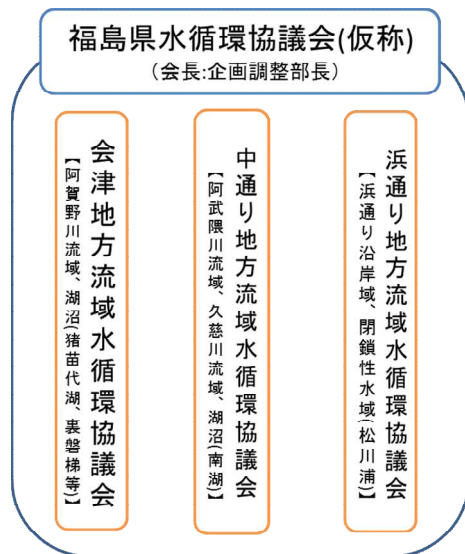 福島県水循環協議会(仮称)
（会長:企画調整部長）
会津地方流域水循環協議会
【阿賀野川流域、湖沼(猪苗代湖、裏磐梯等)】
中通り地方流域水循環協議会
【阿武隈川流域、久慈川流域、湖沼(南湖)】
浜通り地方流域水循環協議会
【浜通り沿岸域、閉鎖性水域(松川浦)】